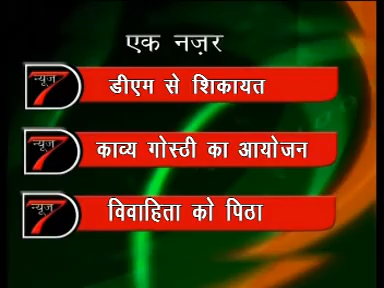 एक नज़र
न्यूज़ 7
डीएम से शिकायत
न्यूज़ 7
काव्य गोस्ठी का आयोजन
न्यूज़ 7
विवाहिता को पिठा